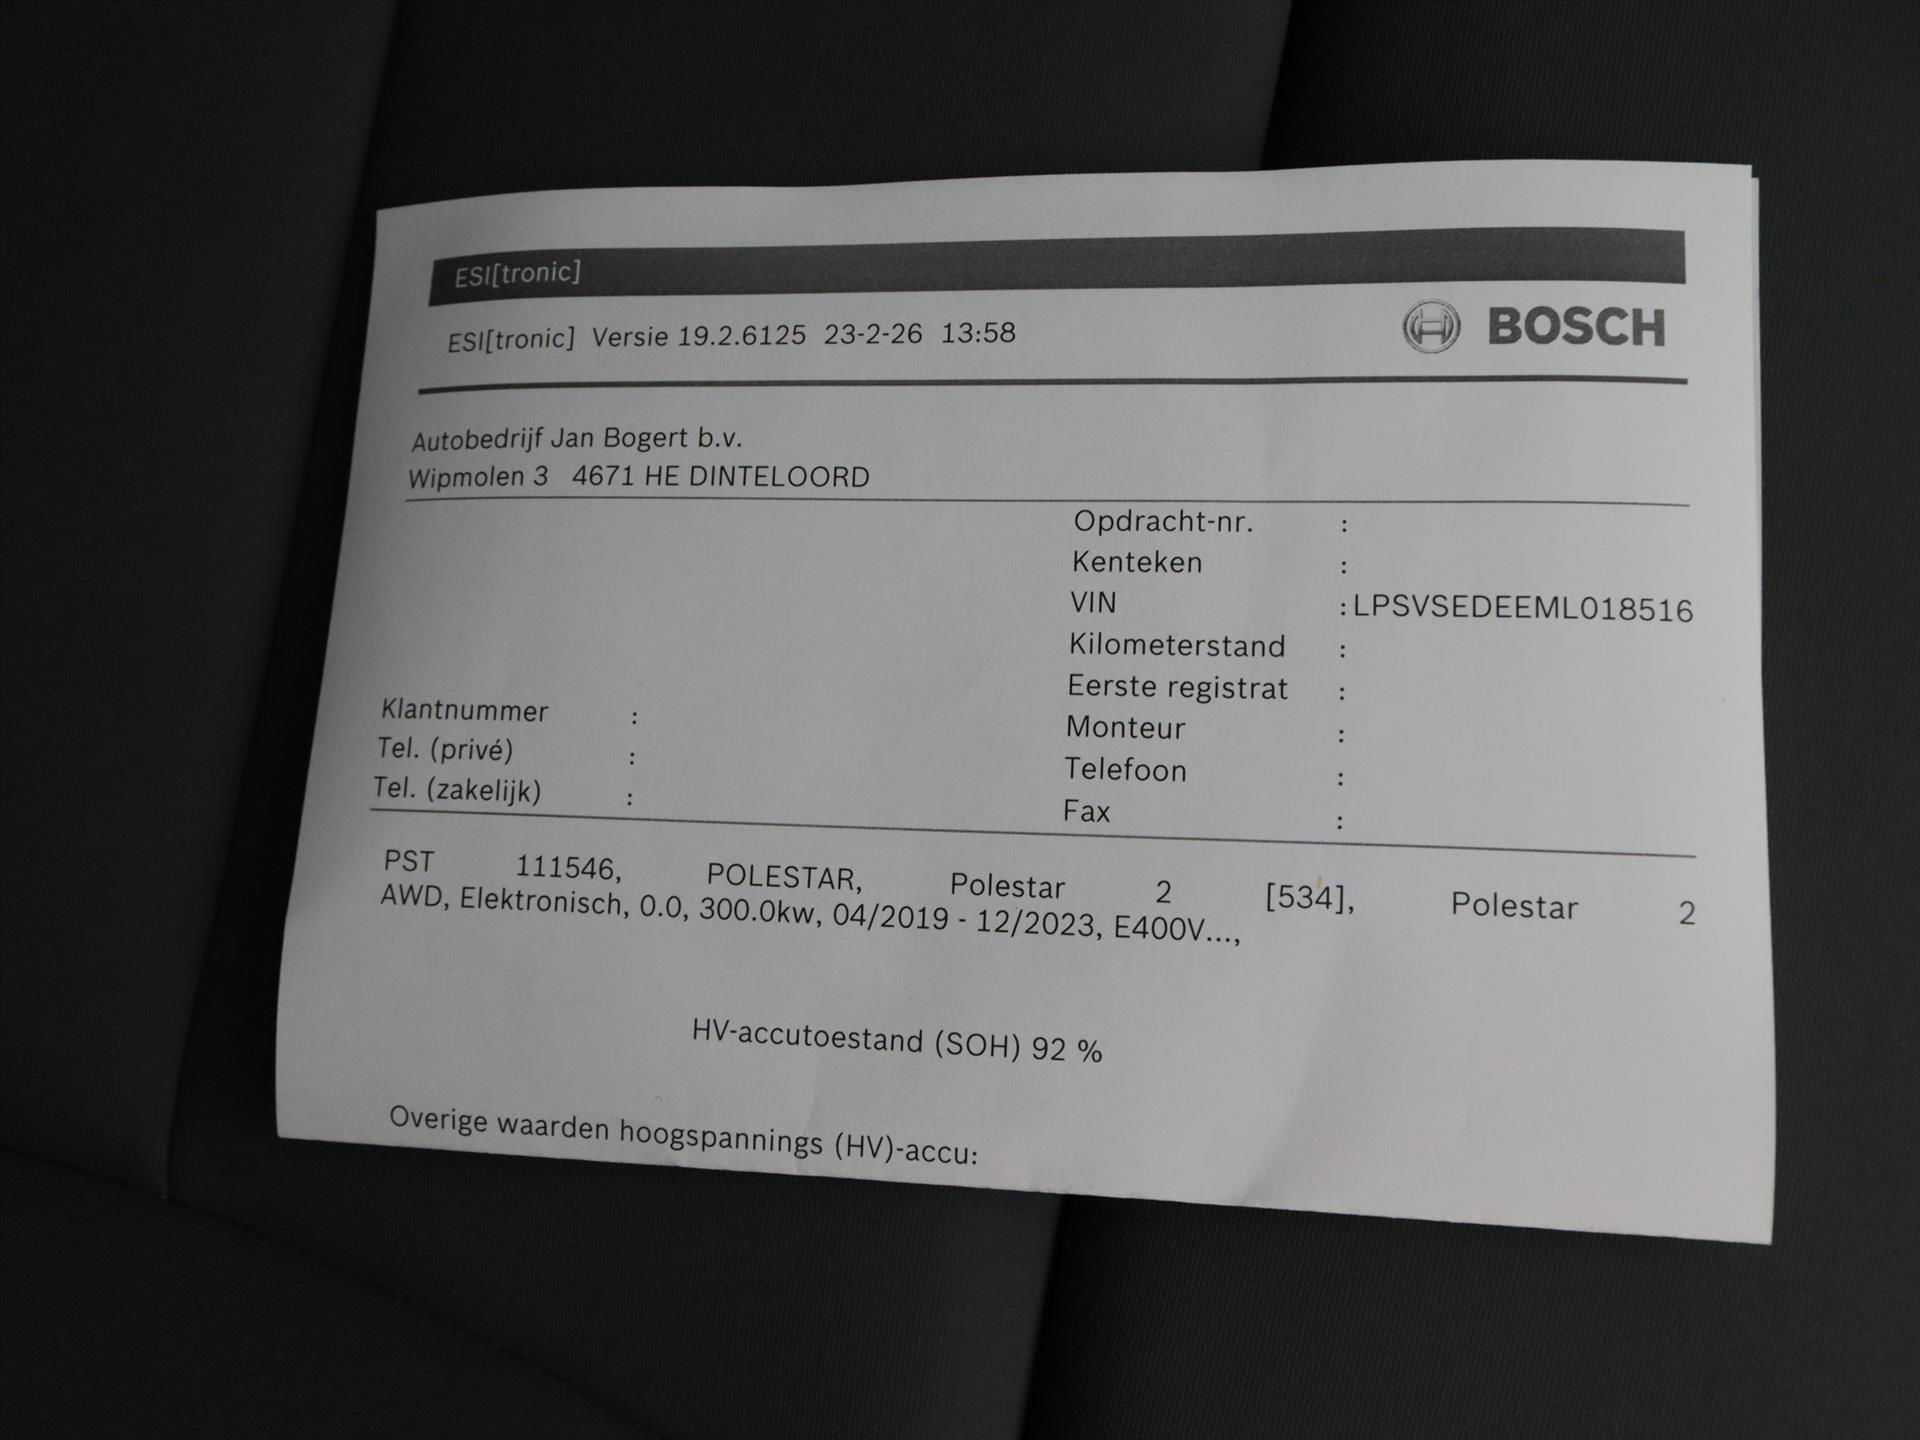 ESI[tronic]
ESI[tronic] Versie 19.2.6125 23-2-26 13:58
BOSCH
Autobedrijf Jan Bogert b.v.
Wipmolen 3 4671 HE DINTELOORD
Opdracht-nr. :
Kenteken :
VIN :LPSVSEDEEML018516
Kilometerstand :
Eerste registrat :
Monteur :
Telefoon :
Fax :
Klantnummer :
Tel. (privé) :
Tel. (zakelijk) :
PST 111546, POLESTAR, Polestar 2 [534], Polestar 2
AWD, Elektronisch, 0.0, 300.0kw, 04/2019 - 12/2023, E400V...,
HV-accutoestand (SOH) 92 %
Overige waarden hoogspannings (HV)-accu: